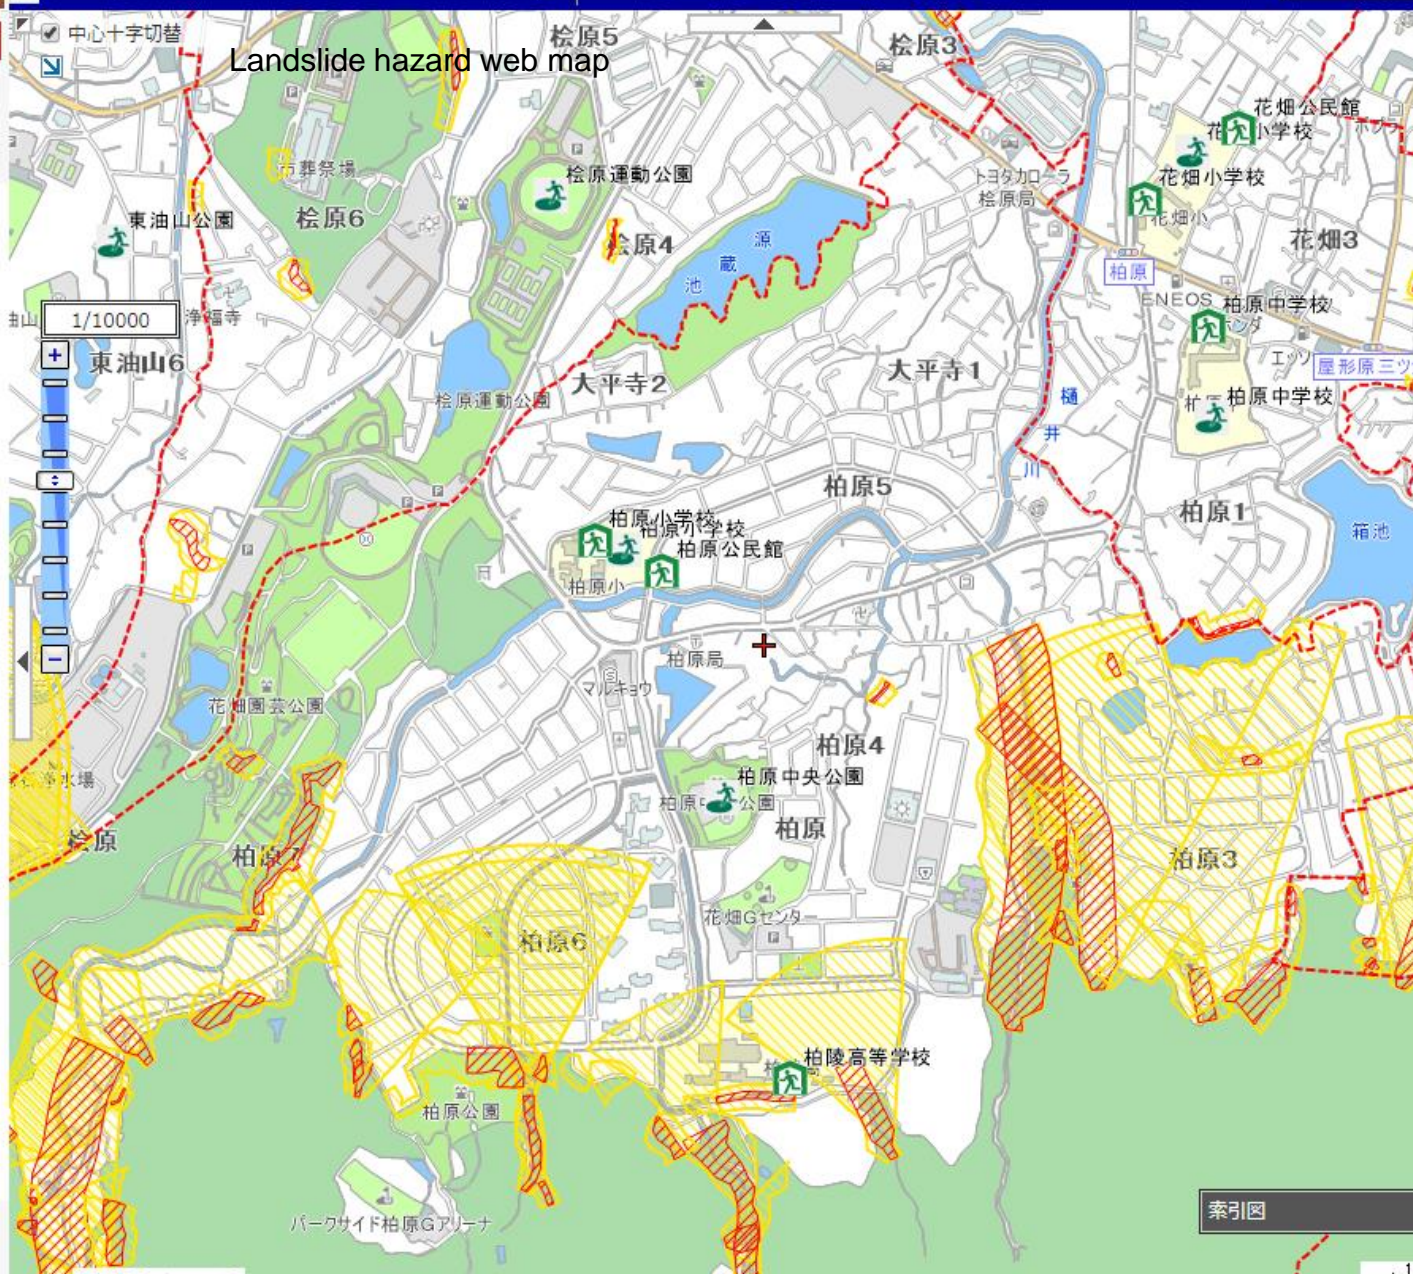 中心十字切替
Landslide hazard web map
桧原5
桧原3
花畑公民館
小学校
市葬祭場
桧原運動公園
トヨタカローラ
桧原局
花畑小学校
花畑小
東油山公園
桧原6
桧原4
源
蔵
池
花畑3
柏原
ENEOS
柏原中学校
1/10000
浄福寺
東油山6
桧原運動公園
大平寺2
大平寺1
樋
井
川
エッソ
屋形原三ツ
柏原中学校
柏原5
柏原1
箱池
柏原小学校
柏原小学校
柏原公民館
柏原小
柏原局
マルキョウ
花畑園芸公園
柏原4
柏原中央公園
公園
柏原
桧原
柏原7
柏原3
花畑Gセンター
柏原6
柏陵高等学校
柏原公園
パークサイド柏原Gアリーナ
索引図